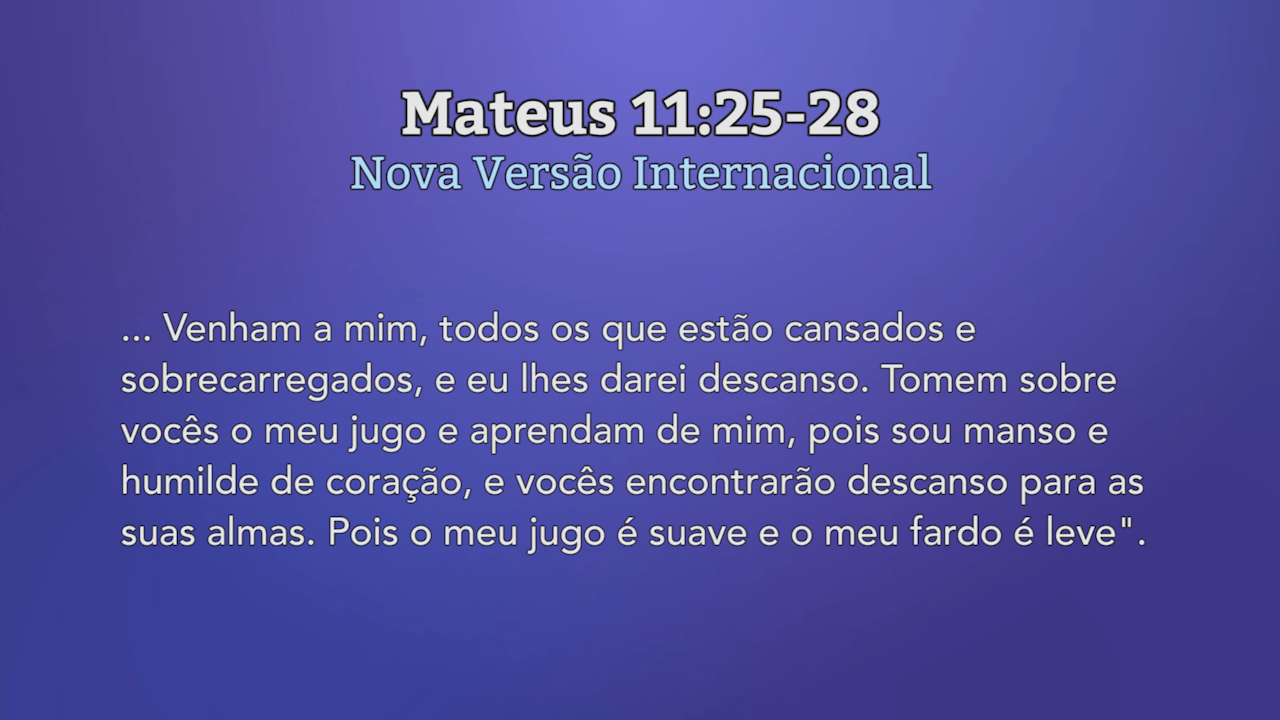 Mateus 11:25-28
Nova Versão Internacional
... Venham a mim, todos os que estão cansados e
sobrecarregados, e eu lhes darei descanso. Tomem sobre
vocês o meu jugo e aprendam de mim, pois sou manso e
humilde de coração, e vocês encontrarão descanso para as
suas almas. Pois o meu jugo é suave e o meu fardo é leve".